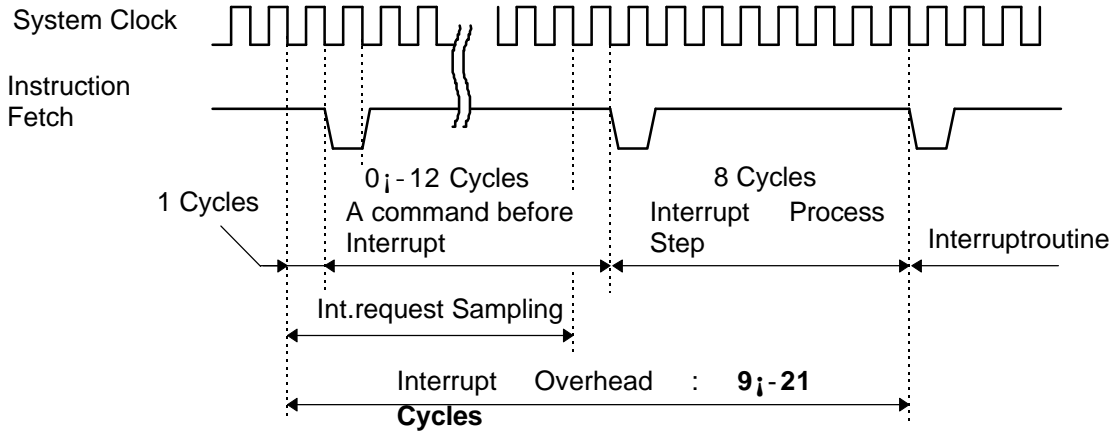 System Clock
Instruction
Fetch
0¡-12 Cycles
8 Cycles
1 Cycles
A command before
Interrupt
Interrupt Process
Step
Interruptroutine
Int.request Sampling
Interrupt Overhead : 9¡-21
Cycles